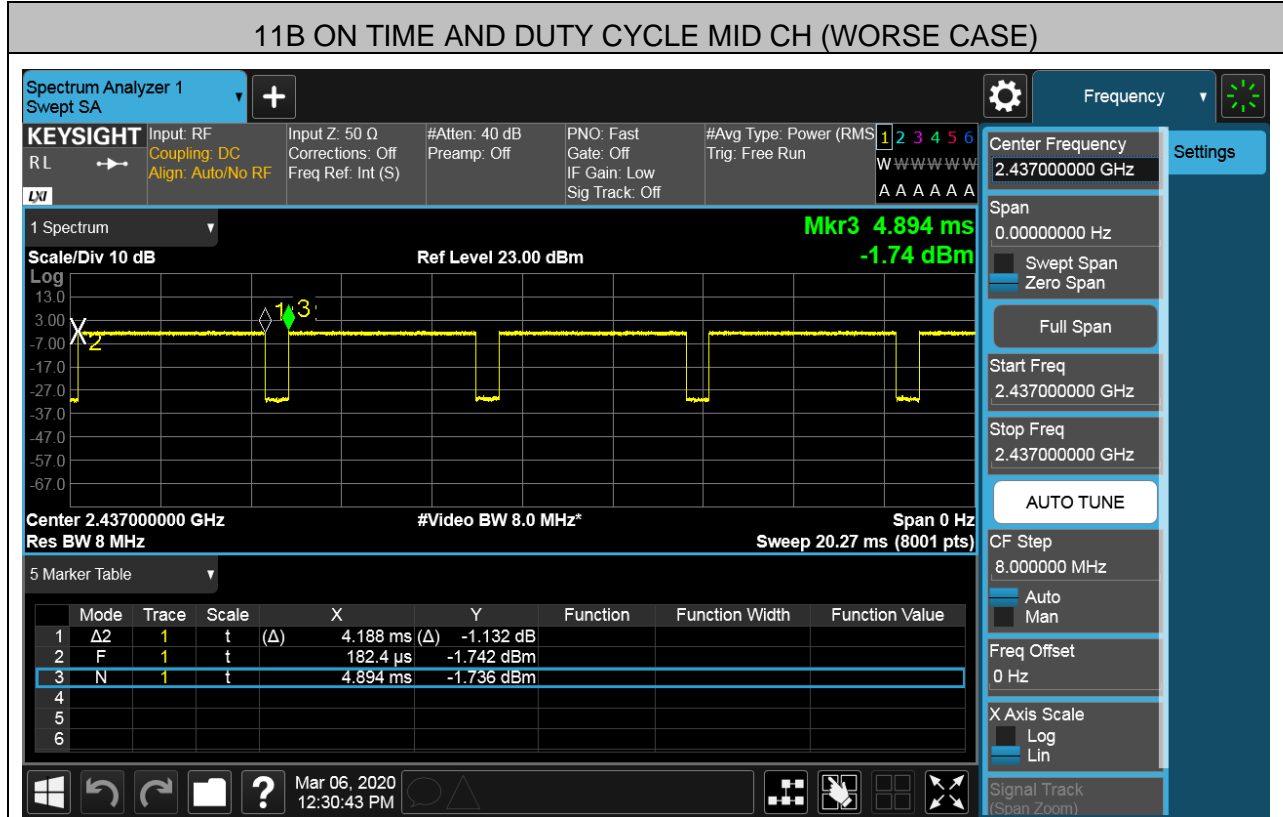 11B ON TIME AND DUTY CYCLE MID CH (WORSE CASE)
Spectrum Analyzer 1
Swept SA
Frequency
KEYSIGHT
RL
LXI
Input: RF
Coupling: DC
Align: Auto/No RF
Input Z: 50 Ω
Corrections: Off
Freq Ref: Int (S)
#Atten: 40 dB
Preamp: Off
PNO: Fast
Gate: Off
IF Gain: Low
Sig Track: Off
#Avg Type: Power (RMS
Trig: Free Run
1 2 3 4 5 6
W W W W W W
A A A A A A
1 Spectrum
Mkr3 4.894 ms
Scale/Div 10 dB Ref Level 23.00 dBm -1.74 dBm
Log
13.0
3.00
-7.00
-17.0
-27.0
-37.0
-47.0
-57.0
-67.0
2
1 3
Center 2.437000000 GHz #Video BW 8.0 MHz* Span 0 Hz
Res BW 8 MHz Sweep 20.27 ms (8001 pts)
5 Marker Table
Mode Trace Scale X Y Function Function Width Function Value
1 Δ2 1 t (Δ) 4.188 ms (Δ) -1.132 dB
2 F 1 t 182.4 µs -1.742 dBm
3 N 1 t 4.894 ms -1.736 dBm
4
5
6
Center Frequency
2.437000000 GHz
Settings
Span
0.00000000 Hz
Swept Span
Zero Span
Full Span
Start Freq
2.437000000 GHz
Stop Freq
2.437000000 GHz
AUTO TUNE
CF Step
8.000000 MHz
Auto
Man
Freq Offset
0 Hz
X Axis Scale
Log
Lin
Signal Track
(Span Zoom)
?
Mar 06, 2020
12:30:43 PM